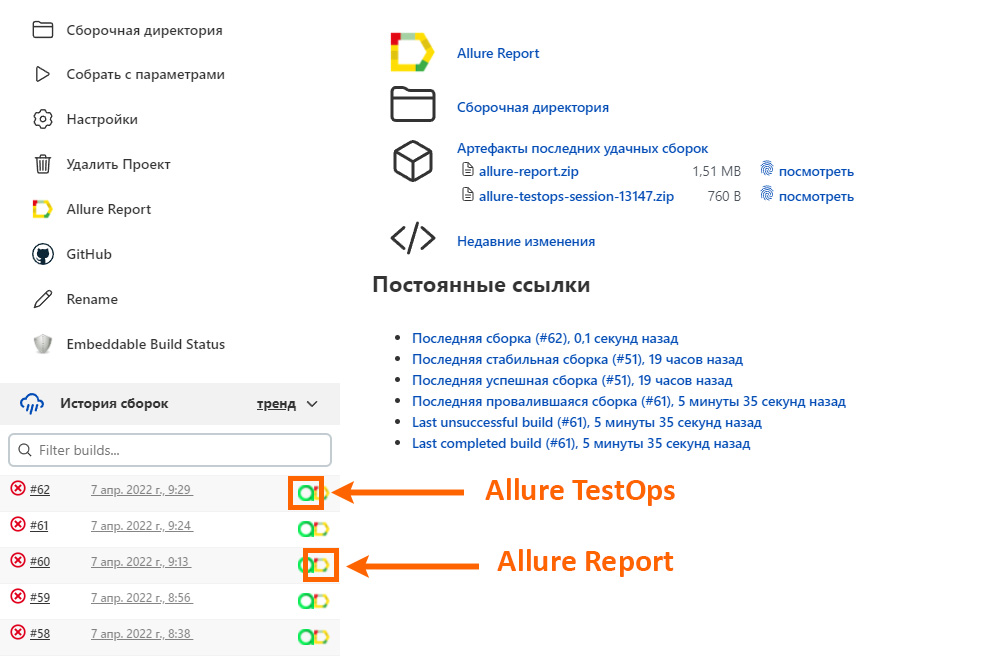 Сборочная директория
Собрать с параметрами
Настройки
Удалить Проект
Allure Report
GitHub
Rename
Embeddable Build Status
История сборок тренд
Filter builds...
#62 7 апр. 2022 г., 9:29
#61 7 апр. 2022 г., 9:24
#60 7 апр. 2022 г., 9:13
#59 7 апр. 2022 г., 8:56
#58 7 апр. 2022 г., 8:38
Allure Report
Сборочная директория
Артефакты последних удачных сборок
allure-report.zip 1,51 MB посмотреть
allure-testops-session-13147.zip 760 B посмотреть
Недавние изменения
Постоянные ссылки
Последняя сборка (#62), 0,1 секунд назад
Последняя стабильная сборка (#51), 19 часов назад
Последняя успешная сборка (#51), 19 часов назад
Последняя провалившаяся сборка (#61), 5 минуты 35 секунд назад
Last unsuccessful build (#61), 5 минуты 35 секунд назад
Last completed build (#61), 5 минуты 35 секунд назад
Allure TestOps
Allure Report